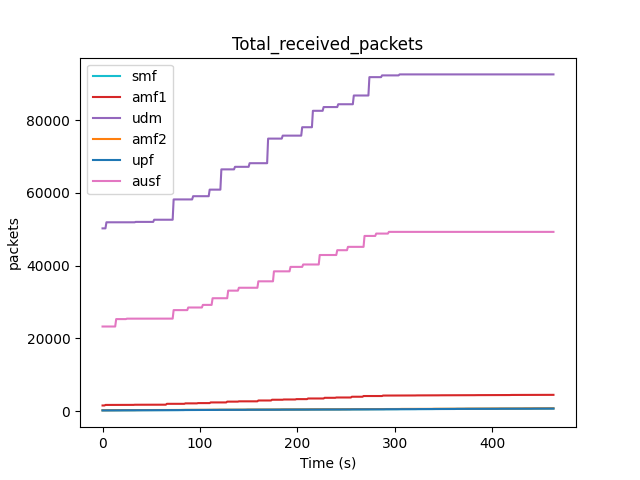 Total_received_packets
smf
amf1
udm
amf2
upf
ausf
packets
80000
60000
40000
20000
0
0 100 200 300 400
Time (s)